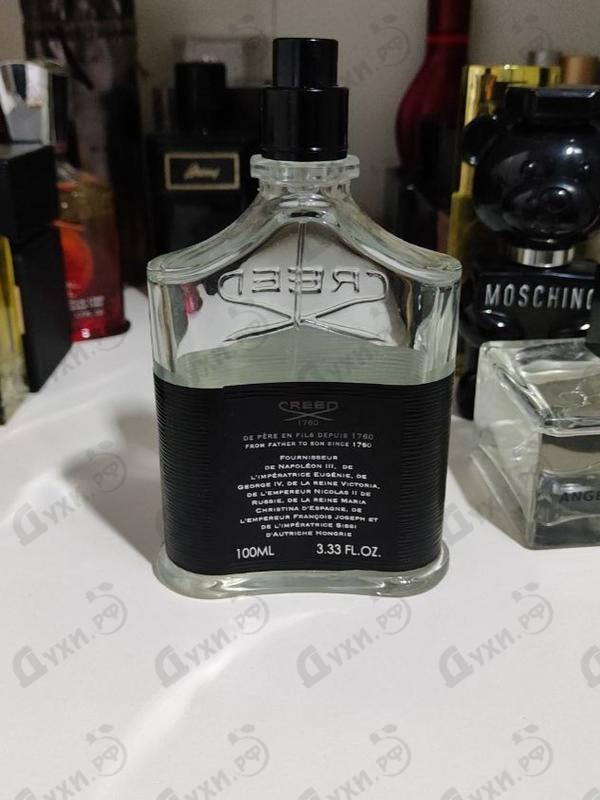 CREED
MOSCHINO
CREED
1760
DE PÈRE EN FILS DEPUIS 1760
FROM FATHER TO SON SINCE 1760
FOURNISSEUR
DE NAPOLÉON III, DE
L'IMPÉRATRICE EUGÉNIE, DE
GEORGE IV, DE LA REINE VICTORIA,
DE L'EMPEREUR NICOLAS II DE
RUSSIE, DE LA REINE MARIA
CHRISTINA D'ESPAGNE, DE
L'EMPEREUR FRANÇOIS JOSEPH ET
DE L'IMPÉRATRICE SISSI
D'AUTRICHE HONGRIE
100ML 3.33 FL.OZ.
ANGE
Духи.рф